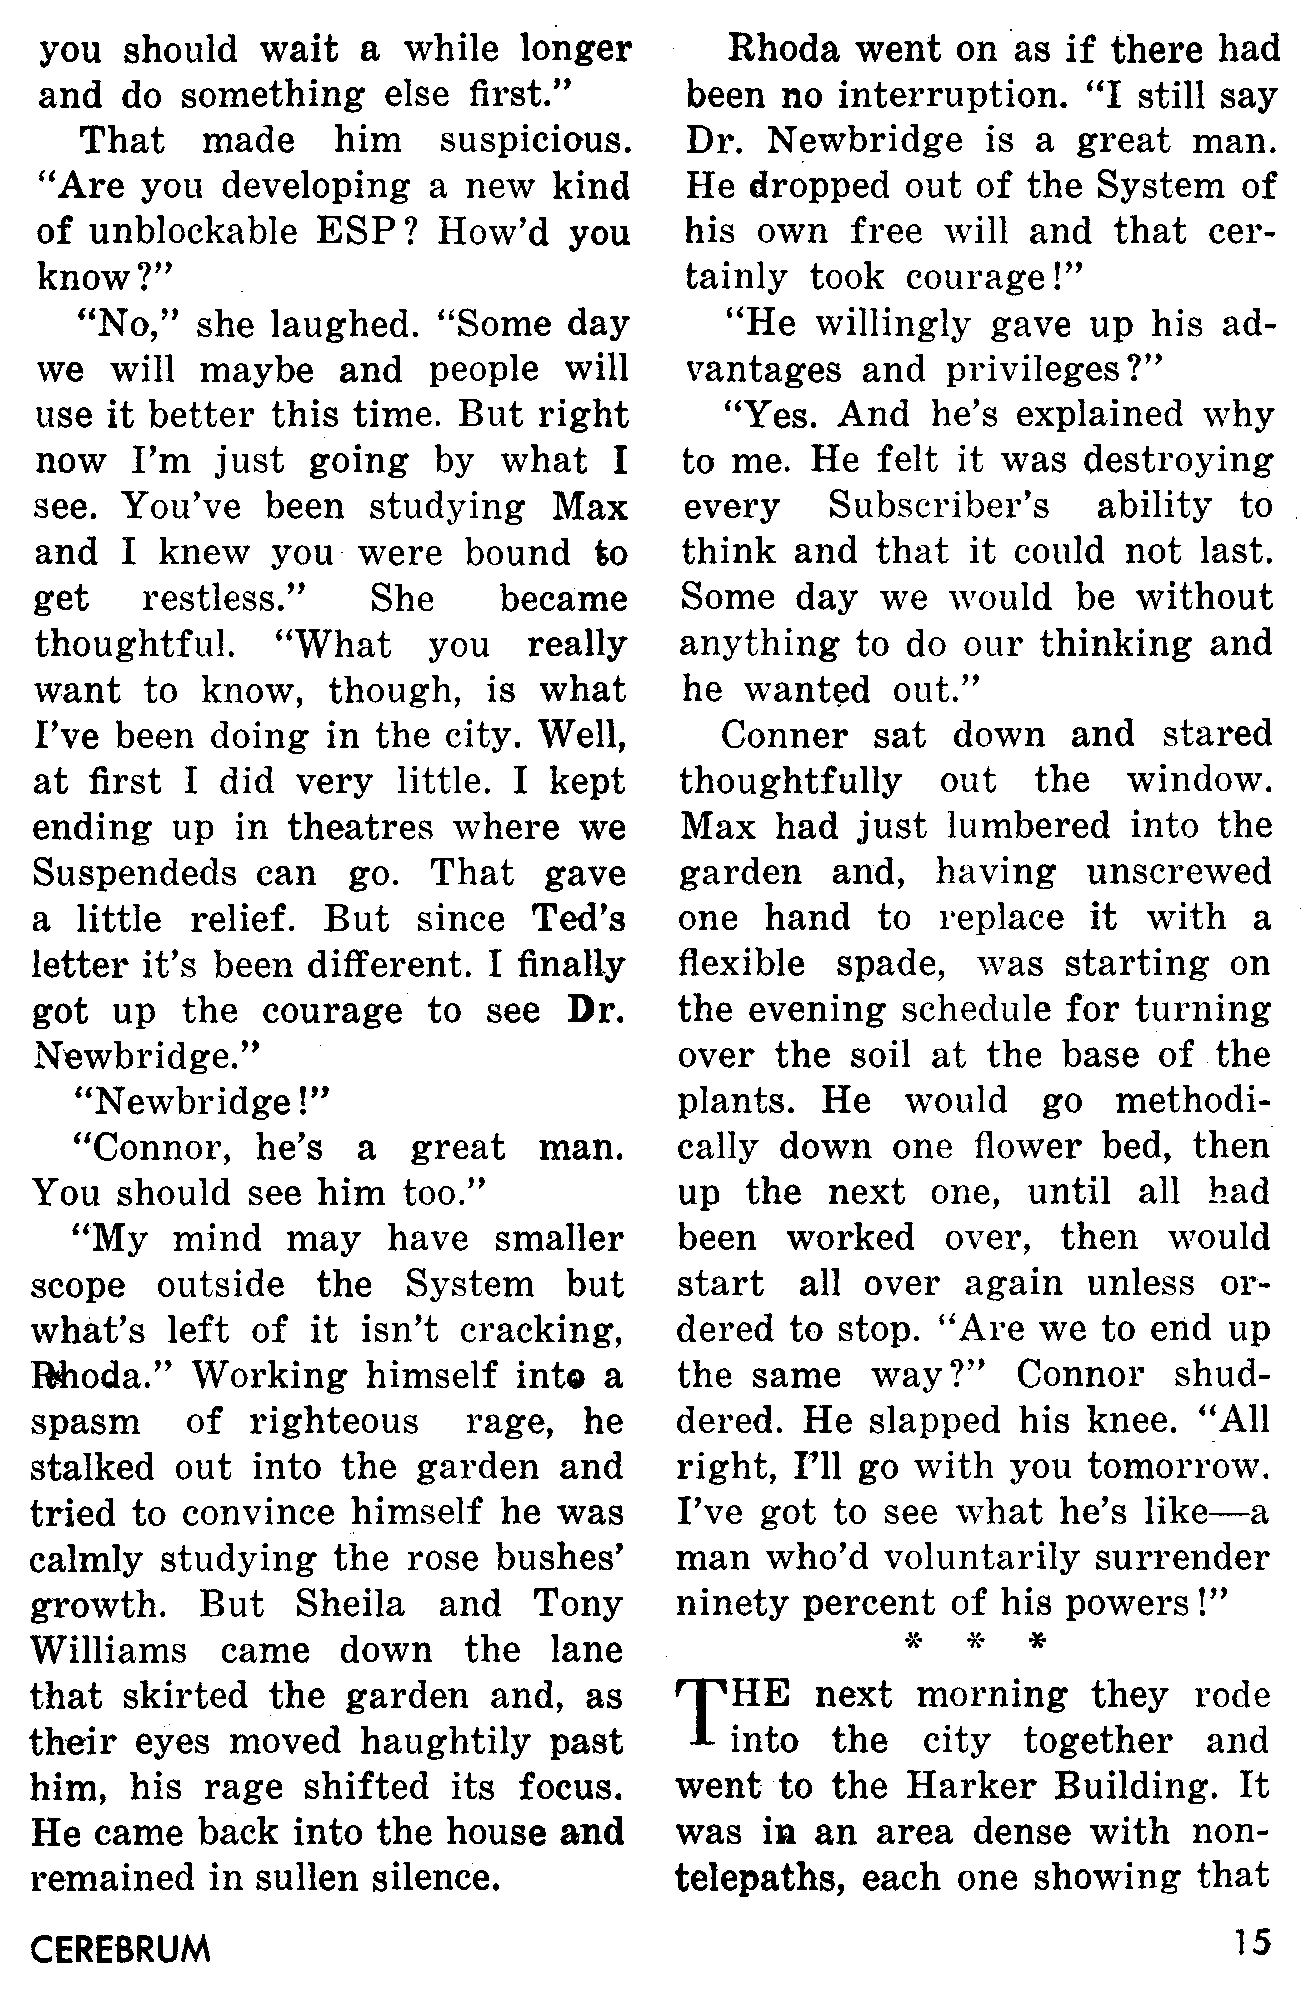 you should wait a while longer
and do something else first.”
That made him suspicious.
“Are you developing a new kind
of unblockable ESP? How’d you
know?”
“No,” she laughed. “Some day
we will maybe and people will
use it better this time. But right
now I’m just going by what I
see. You’ve been studying Max
and I knew you were bound to
get restless.” She became
thoughtful. “What you really
want to know, though, is what
I’ve been doing in the city. Well,
at first I did very little. I kept
ending up in theatres where we
Suspendeds can go. That gave
a little relief. But since Ted’s
letter it’s been different. I finally
got up the courage to see Dr.
Newbridge.”
“Newbridge!”
“Connor, he’s a great man.
You should see him too.”
“My mind may have smaller
scope outside the System but
what’s left of it isn’t cracking,
Rhoda.” Working himself into a
spasm of righteous rage, he
stalked out into the garden and
tried to convince himself he was
calmly studying the rose bushes’
growth. But Sheila and Tony
Williams came down the lane
that skirted the garden and, as
their eyes moved haughtily past
him, his rage shifted its focus.
He came back into the house and
remained in sullen silence.
Rhoda went on as if there had
been no interruption. “I still say
Dr. Newbridge is a great man.
He dropped out of the System of
his own free will and that cer-
tainly took courage!”
“He willingly gave up his ad-
vantages and privileges?”
“Yes. And he’s explained why
to me. He felt it was destroying
every Subscriber’s ability to
think and that it could not last.
Some day we would be without
anything to do our thinking and
he wanted out.”
Conner sat down and stared
thoughtfully out the window.
Max had just lumbered into the
garden and, having unscrewed
one hand to replace it with a
flexible spade, was starting on
the evening schedule for turning
over the soil at the base of the
plants. He would go methodi-
cally down one flower bed, then
up the next one, until all had
been worked over, then would
start all over again unless or-
dered to stop. “Are we to end up
the same way?” Connor shud-
dered. He slapped his knee. “All
right, I’ll go with you tomorrow.
I’ve got to see what he’s like—a
man who’d voluntarily surrender
ninety percent of his powers!”
* * *
THE next morning they rode
into the city together and
went to the Harker Building. It
was in an area dense with non-
telepaths, each one showing that
CEREBRUM
15